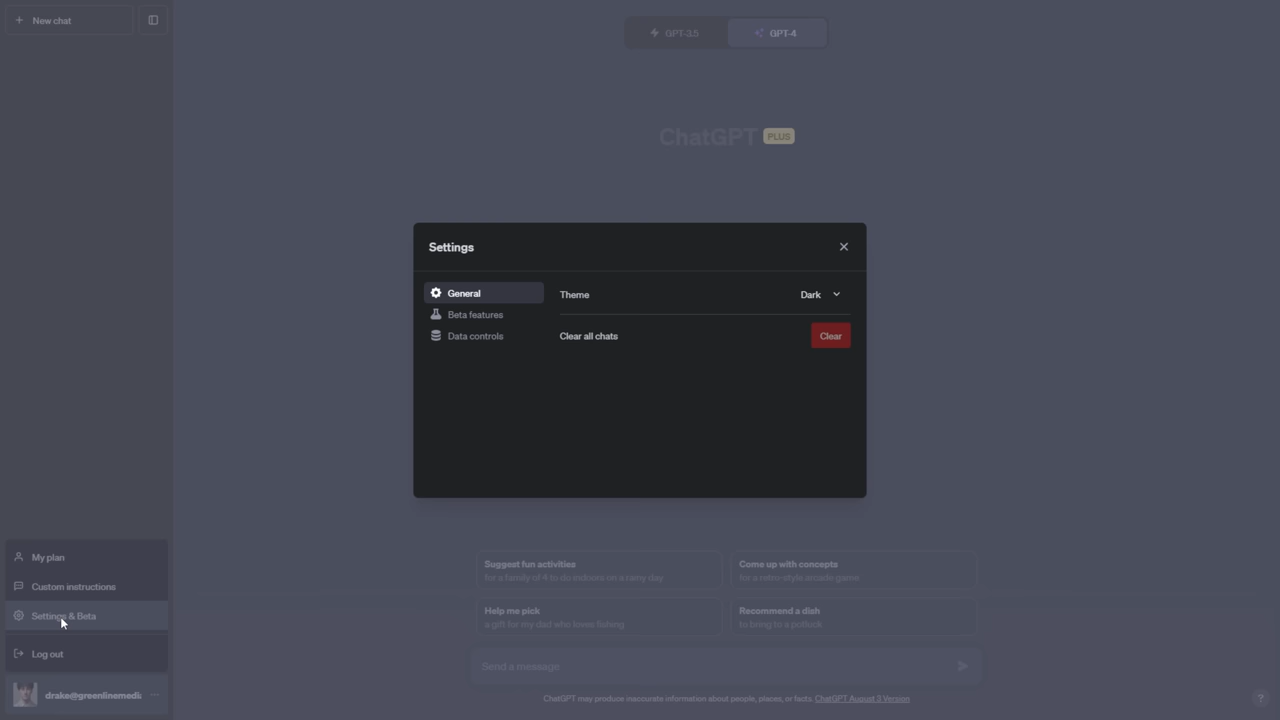 New chat
GPT-3.5
GPT-4
ChatGPT PLUS
Settings
General
Beta features
Data controls
Theme
Dark
Clear all chats
Clear
Suggest fun activities
for a family of 4 to do indoors on a rainy day
Come up with concepts
for a retro-style arcade game
Help me pick
a gift for my dad who loves fishing
Recommend a dish
to bring to a potluck
Send a message
ChatGPT may produce inaccurate information about people, places, or facts. ChatGPT August 3 Version
?
My plan
Custom instructions
Settings & Beta
Log out
drake@greenlinemedi